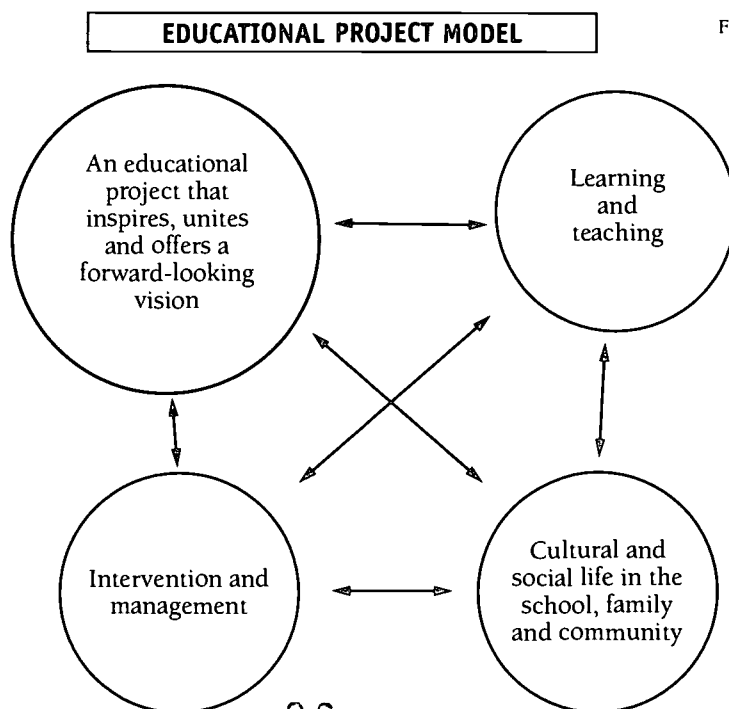 EDUCATIONAL PROJECT MODEL
F
An educational
project that
inspires, unites
and offers a
forward-looking
vision
Learning
and
teaching
Intervention and
management
Cultural and
social life in the
school, family
and community